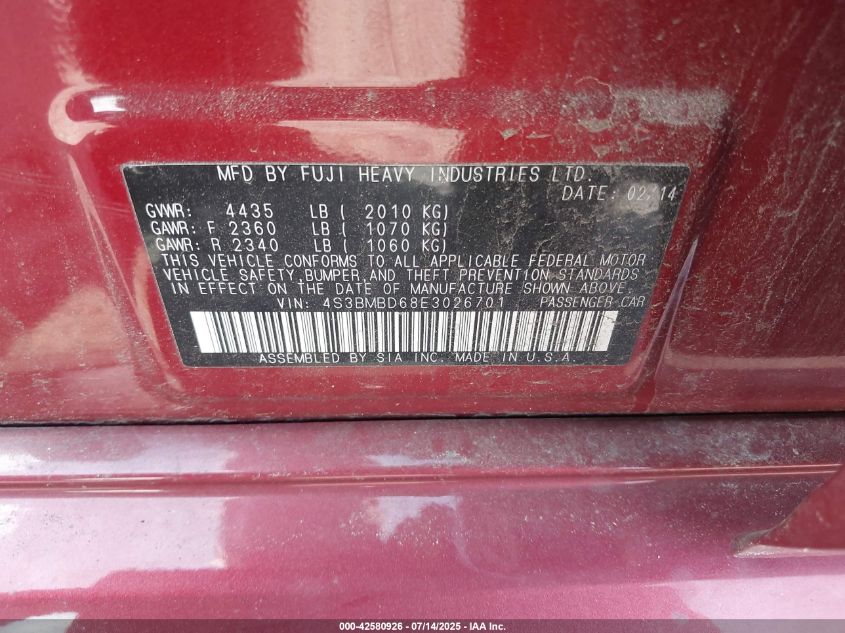 MFD BY FUJI HEAVY INDUSTRIES LTD.
DATE: 02/14
GVWR: 4435 LB ( 2010 KG)
GAWR: F 2360 LB ( 1070 KG)
GAWR: R 2340 LB ( 1060 KG)
THIS VEHICLE CONFORMS TO ALL APPLICABLE FEDERAL MOTOR
VEHICLE SAFETY, BUMPER, AND THEFT PREVENTION STANDARDS
IN EFFECT ON THE DATE OF MANUFACTURE SHOWN ABOVE.
VIN: 4S3BMBD68E3026701 PASSENGER CAR
ASSEMBLED BY SIA INC. MADE IN U.S.A.
000-42580926 - 07/14/2025 - IAA Inc.